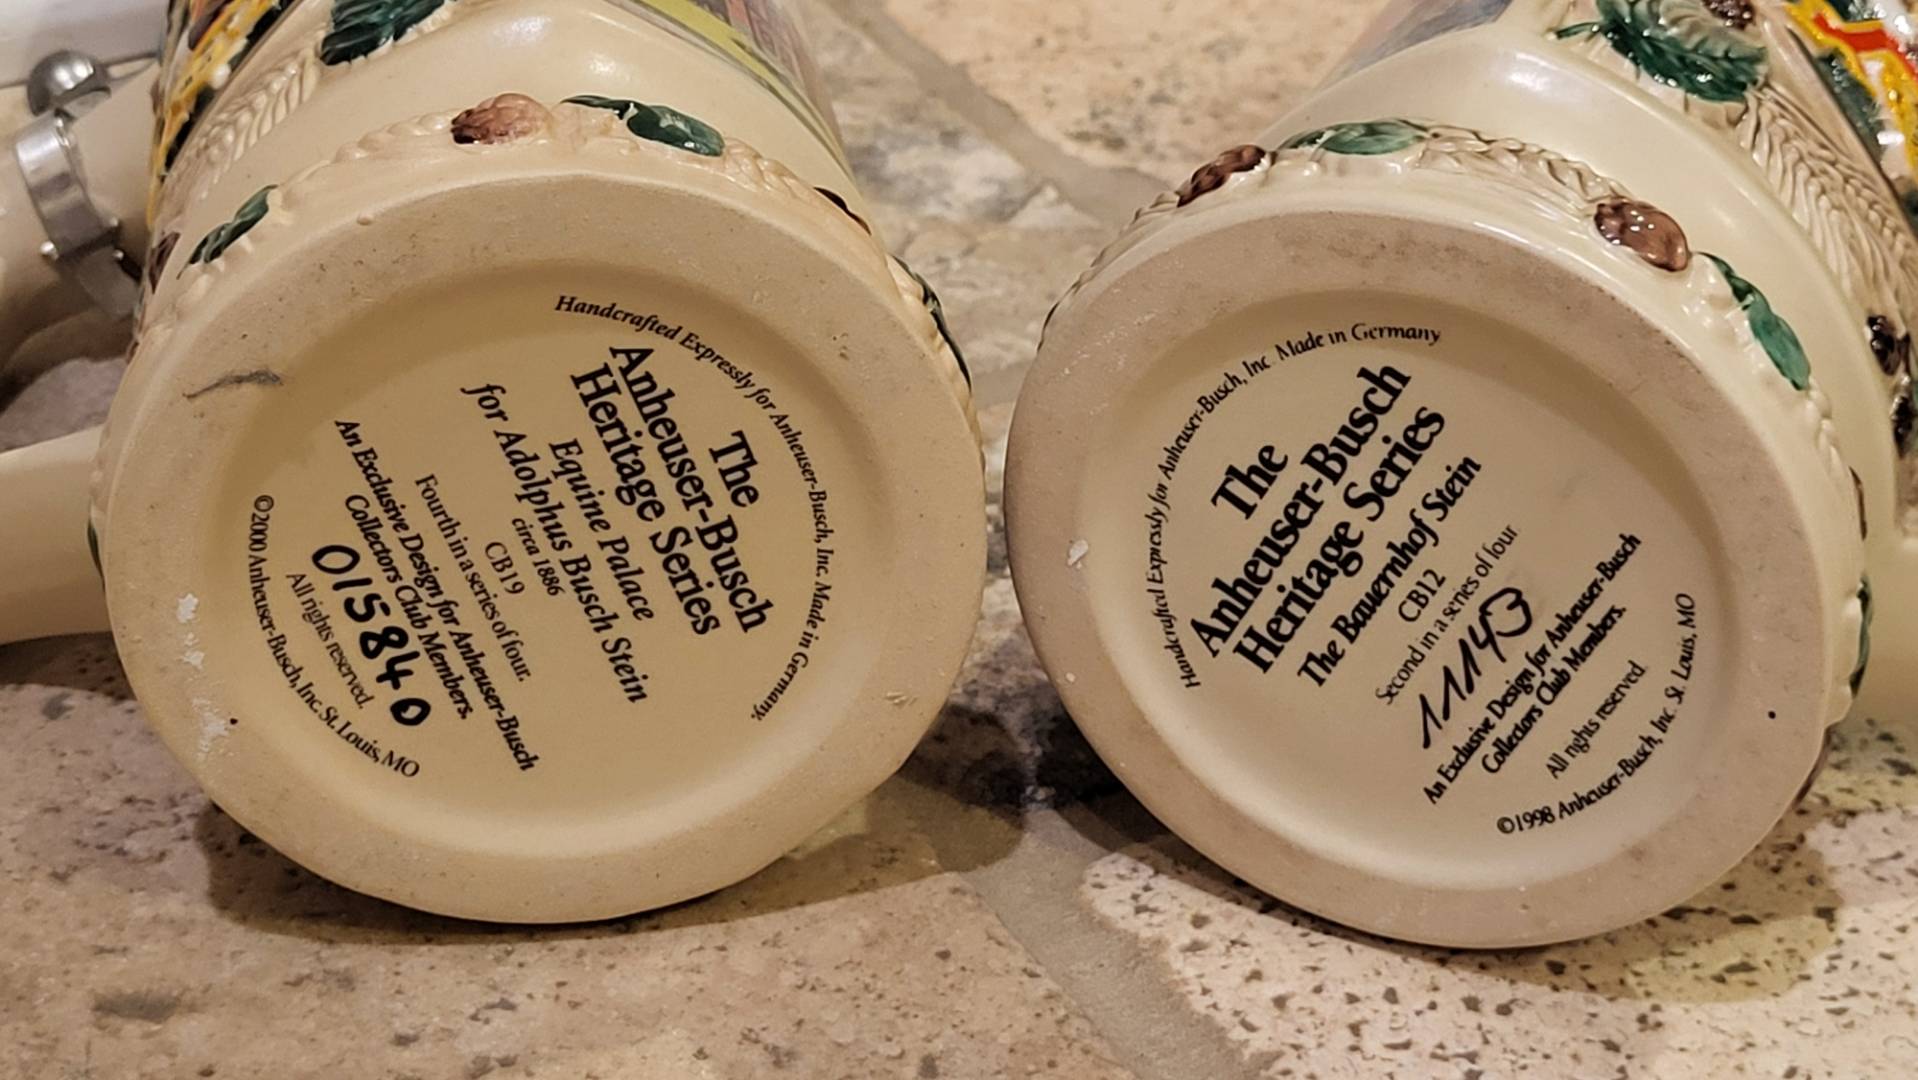 Handcrafted Expressly for Anheuser-Busch, Inc. Made in Germany.
The
Anheuser-Busch
Heritage Series
Equine Palace
for Adolphus Busch Stein
circa 1886
CB19
Fourth in a series of four.
An Exclusive Design for Anheuser-Busch
Collectors Club Members.
015840
All rights reserved.
©2000 Anheuser-Busch, Inc. St. Louis, MO
Handcrafted Expressly for Anheuser-Busch, Inc Made in Germany
The
Anheuser-Busch
Heritage Series
The Bauernhof Stein
CB12
Second in a series of four
11143
An Exclusive Design for Anheuser-Busch
Collectors Club Members.
All rights reserved.
©1998 Anheuser-Busch, Inc St. Louis, MO